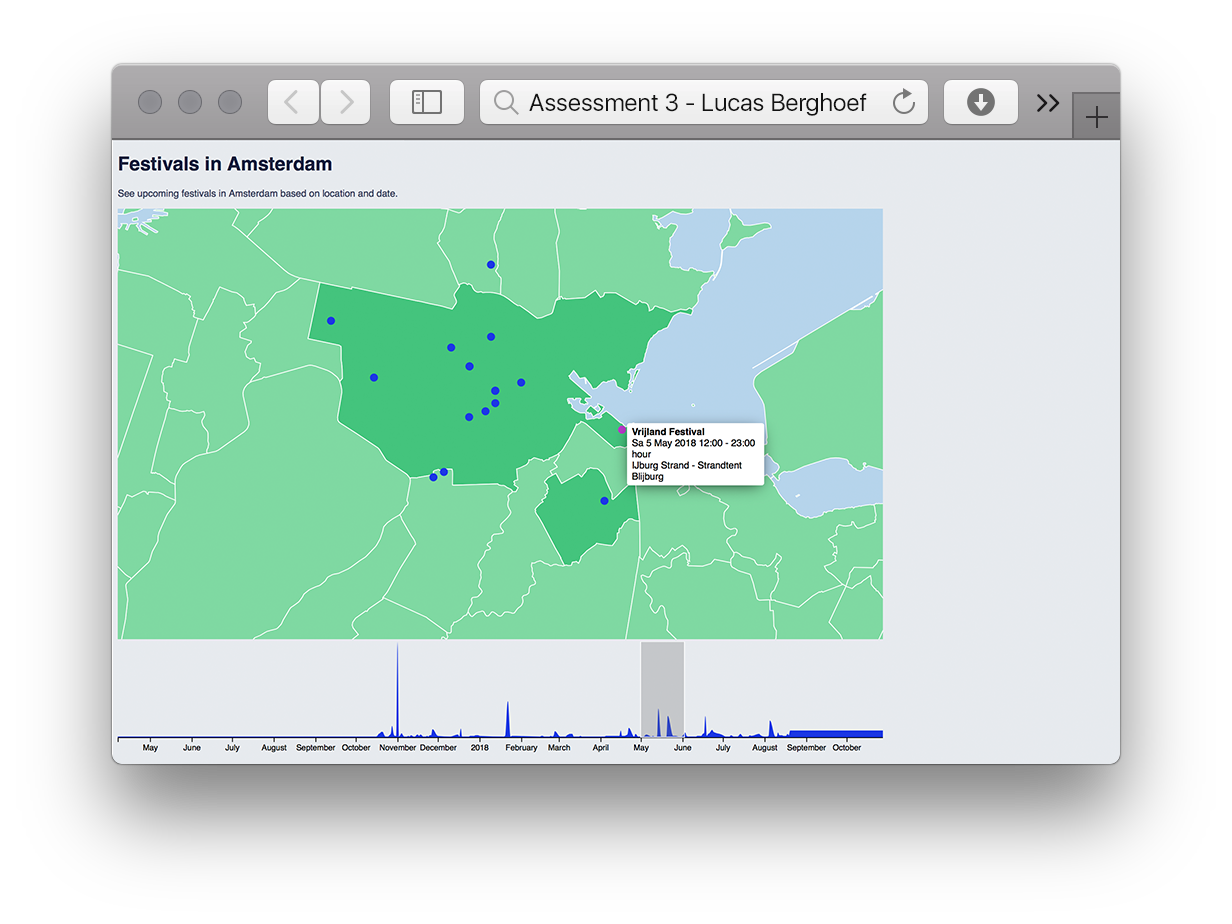 Assessment 3 - Lucas Berghoef
Festivals in Amsterdam
See upcoming festivals in Amsterdam based on location and date.
Vrijland Festival
Sa 5 May 2018 12:00 - 23:00
hour
IJburg Strand - Strandtent
Blijburg
May June July August September October November December 2018 February March April May June July August September October